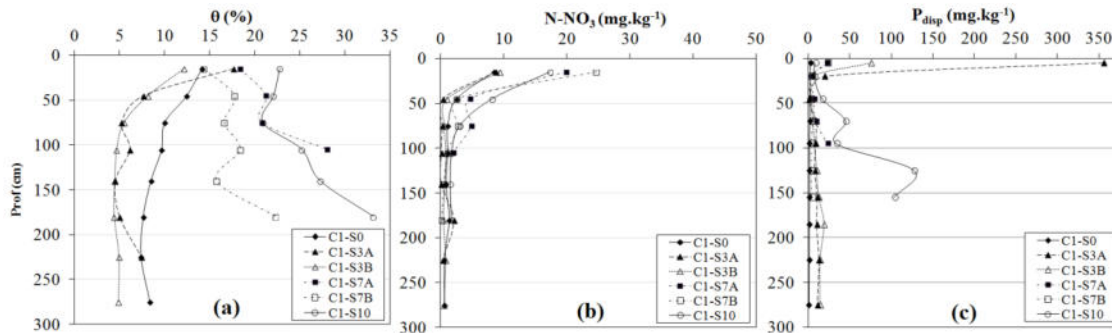 θ (%)
0 5 10 15 20 25 30 35
0
50
100
150
200
250
300
Prof (cm)
C1-S0
C1-S3A
C1-S3B
C1-S7A
C1-S7B
C1-S10
(a)
N-NO₃ (mg.kg⁻¹)
0 10 20 30 40 50
0
50
100
150
200
250
300
C1-S0
C1-S3A
C1-S3B
C1-S7A
C1-S7B
C1-S10
(b)
P_disp (mg.kg⁻¹)
0 50 100 150 200 250 300 350
0
50
100
150
200
250
300
C1-S0
C1-S3A
C1-S3B
C1-S7A
C1-S7B
C1-S10
(c)